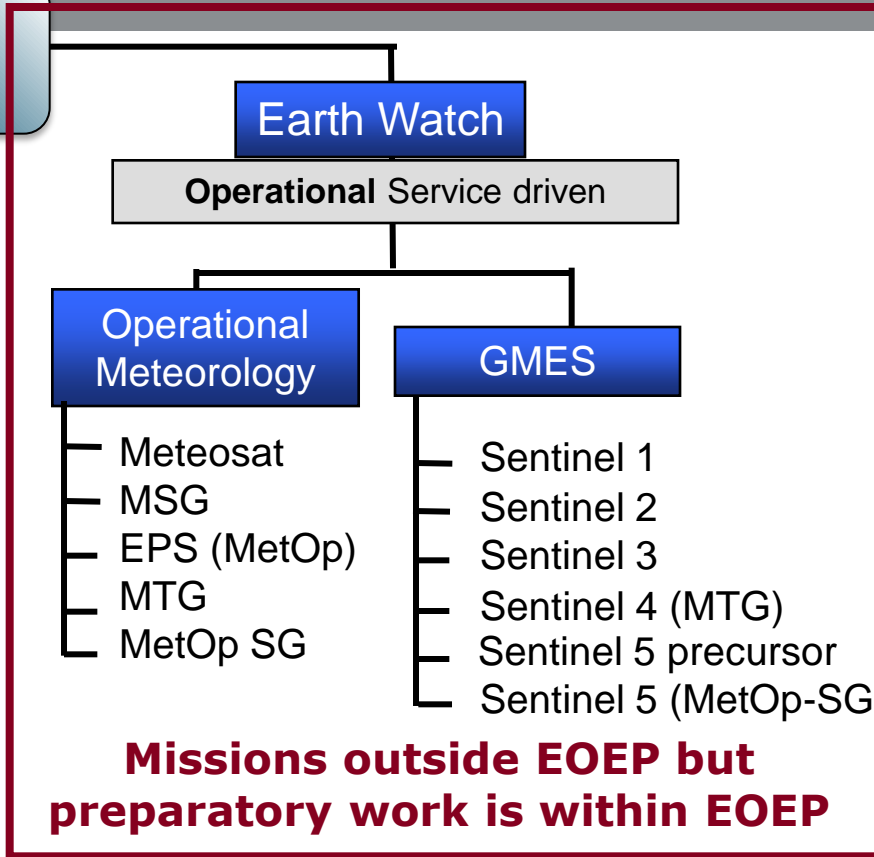 Earth Watch
Operational Service driven
Operational
Meteorology
Meteosat
MSG
EPS (MetOp)
MTG
MetOp SG
GMES
Sentinel 1
Sentinel 2
Sentinel 3
Sentinel 4 (MTG)
Sentinel 5 precursor
Sentinel 5 (MetOp-SG
Missions outside EOEP but
preparatory work is within EOEP